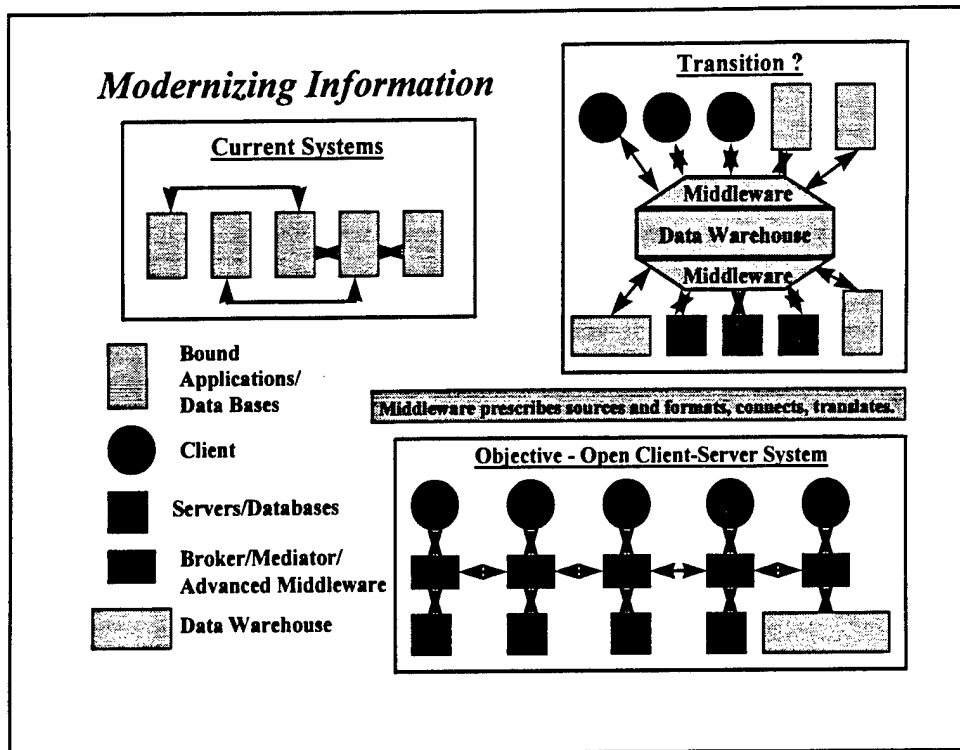 Modernizing Information
Current Systems
Transition ?
Middleware
Data Warehouse
Middleware
Bound
Applications/
Data Bases
Client
Servers/Databases
Broker/Mediator/
Advanced Middleware
Data Warehouse
Middleware prescribes sources and formats, connects, translates.
Objective - Open Client-Server System